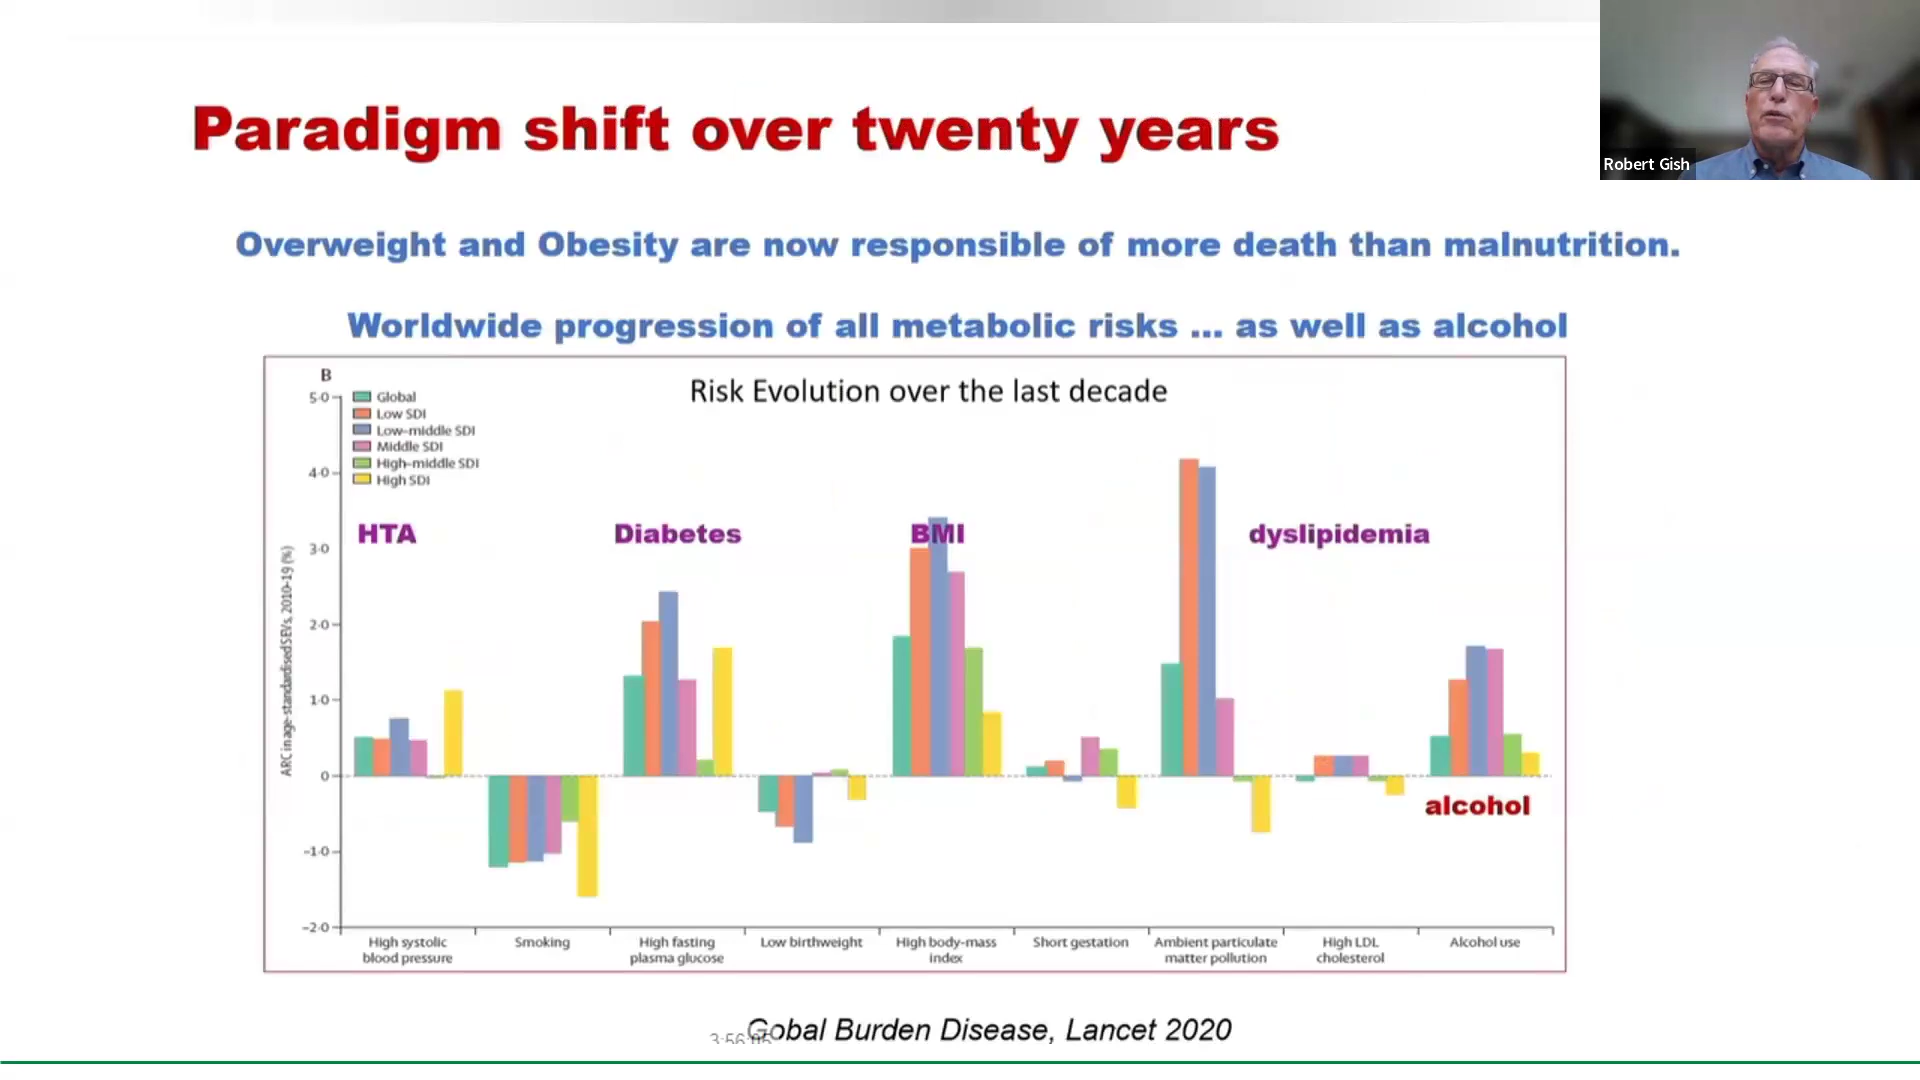 Paradigm shift over twenty years
Robert Gish
Overweight and Obesity are now responsible of more death than malnutrition.
Worldwide progression of all metabolic risks ... as well as alcohol
B
Risk Evolution over the last decade
5·0
4·0
3·0
2·0
1·0
0
–1·0
–2·0
ARC in age-standardised SEVs, 2010–19 (%)
Global
Low SDI
Low–middle SDI
Middle SDI
High–middle SDI
High SDI
HTA
Diabetes
BMI
dyslipidemia
alcohol
High systolic
blood pressure
Smoking
High fasting
plasma glucose
Low birthweight
High body-mass
index
Short gestation
Ambient particulate
matter pollution
High LDL
cholesterol
Alcohol use
Gobal Burden Disease, Lancet 2020
3:56:05